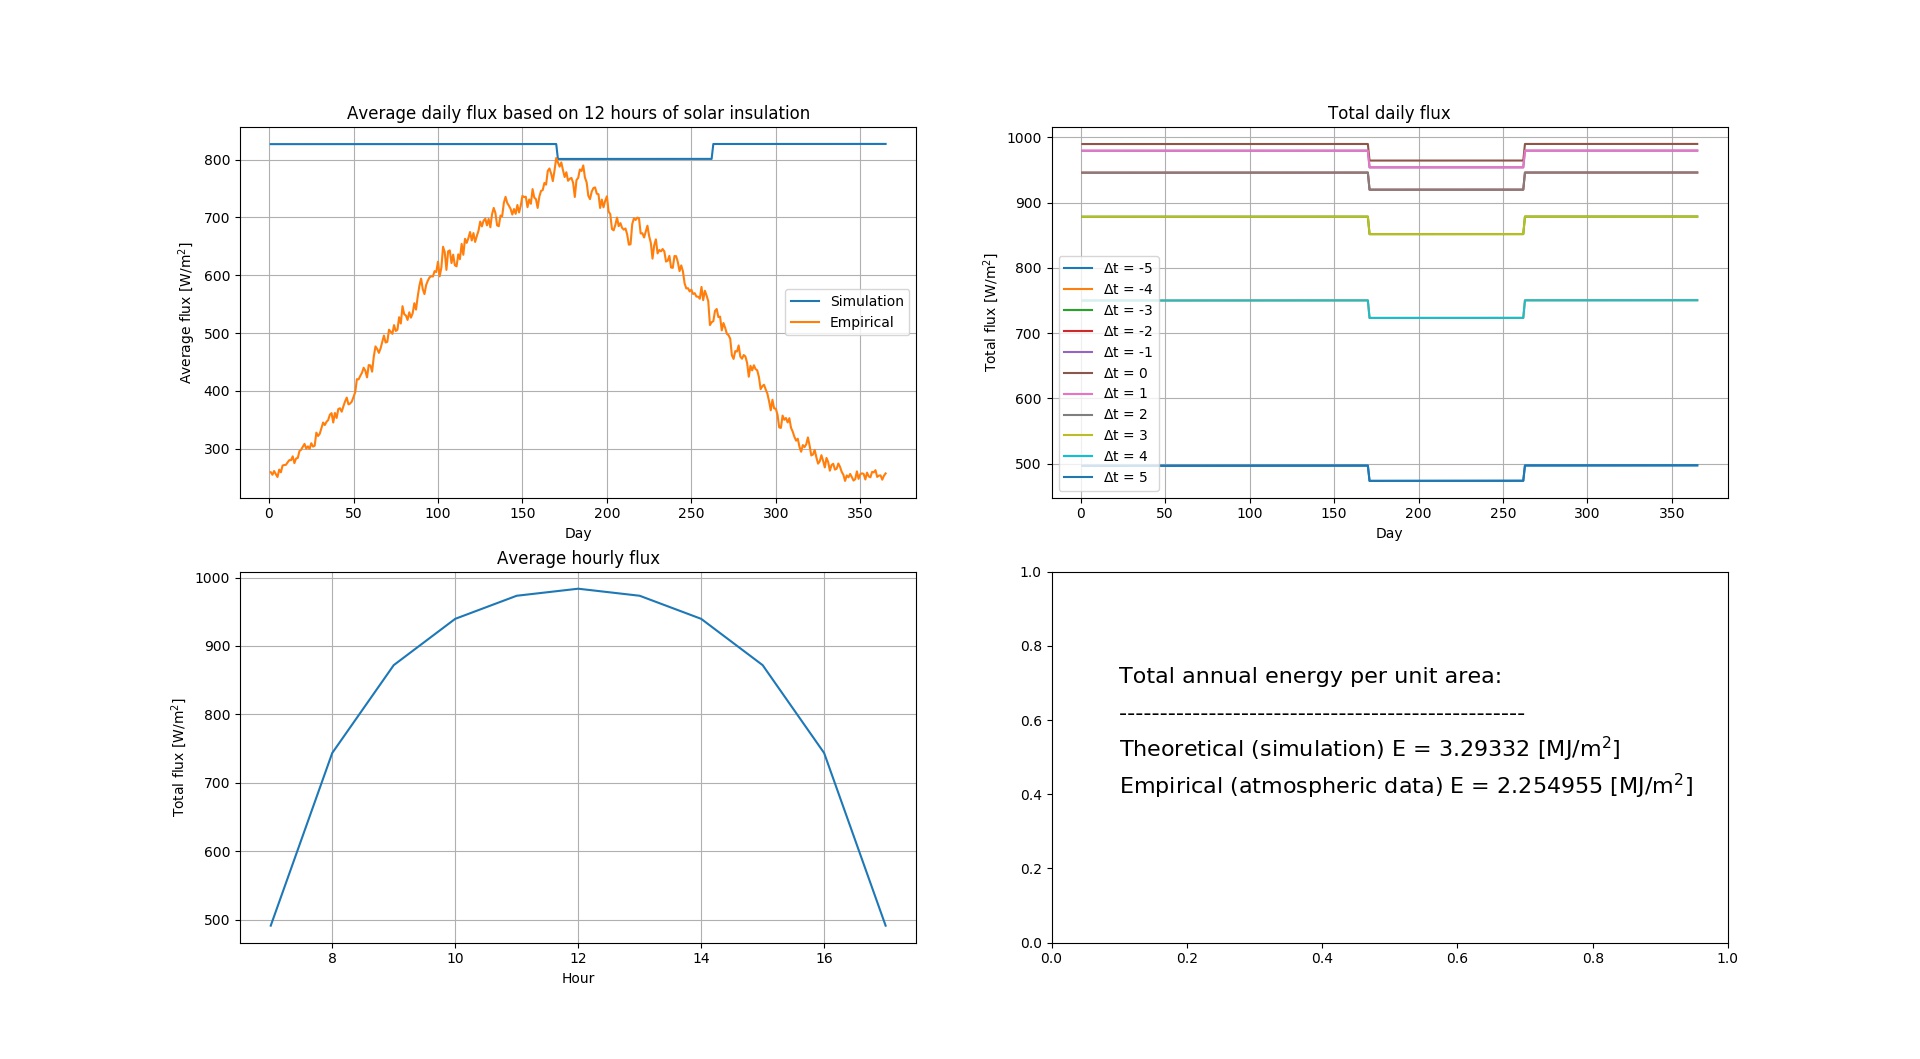 Average daily flux based on 12 hours of solar insulation
Average flux [W/m²]
800
700
600
500
400
300
Simulation
Empirical
0 50 100 150 200 250 300 350
Day
Total daily flux
Total flux [W/m²]
1000
900
800
700
600
500
Δt = -5
Δt = -4
Δt = -3
Δt = -2
Δt = -1
Δt = 0
Δt = 1
Δt = 2
Δt = 3
Δt = 4
Δt = 5
0 50 100 150 200 250 300 350
Day
Average hourly flux
Total flux [W/m²]
1000
900
800
700
600
500
8 10 12 14 16
Hour
1.0
0.8
0.6
0.4
0.2
0.0
Total annual energy per unit area:
--------------------------------------------------
Theoretical (simulation) E = 3.29332 [MJ/m²]
Empirical (atmospheric data) E = 2.254955 [MJ/m²]
0.0 0.2 0.4 0.6 0.8 1.0